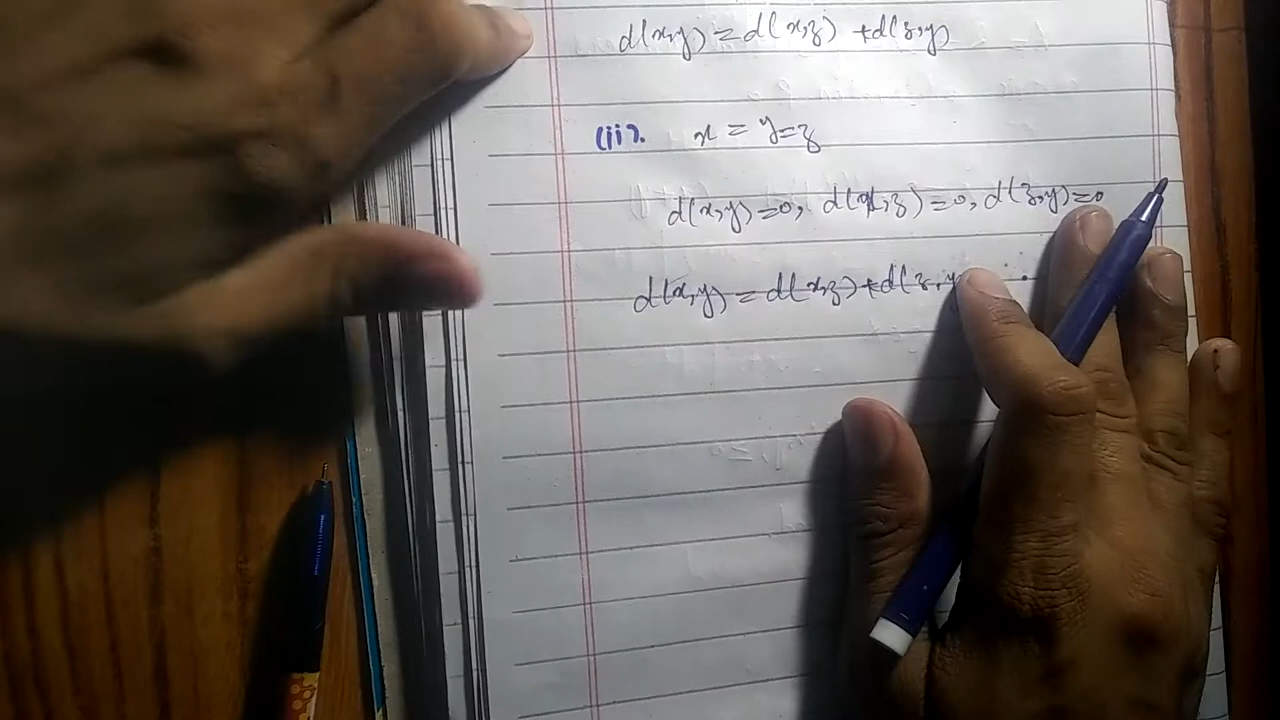 d(x,y) = d(x,z) + d(z,y)
(ii). x = y = z
d(x,y) = 0, d(x,z) = 0, d(z,y) = 0
d(x,y) = d(x,z) + d(z,y